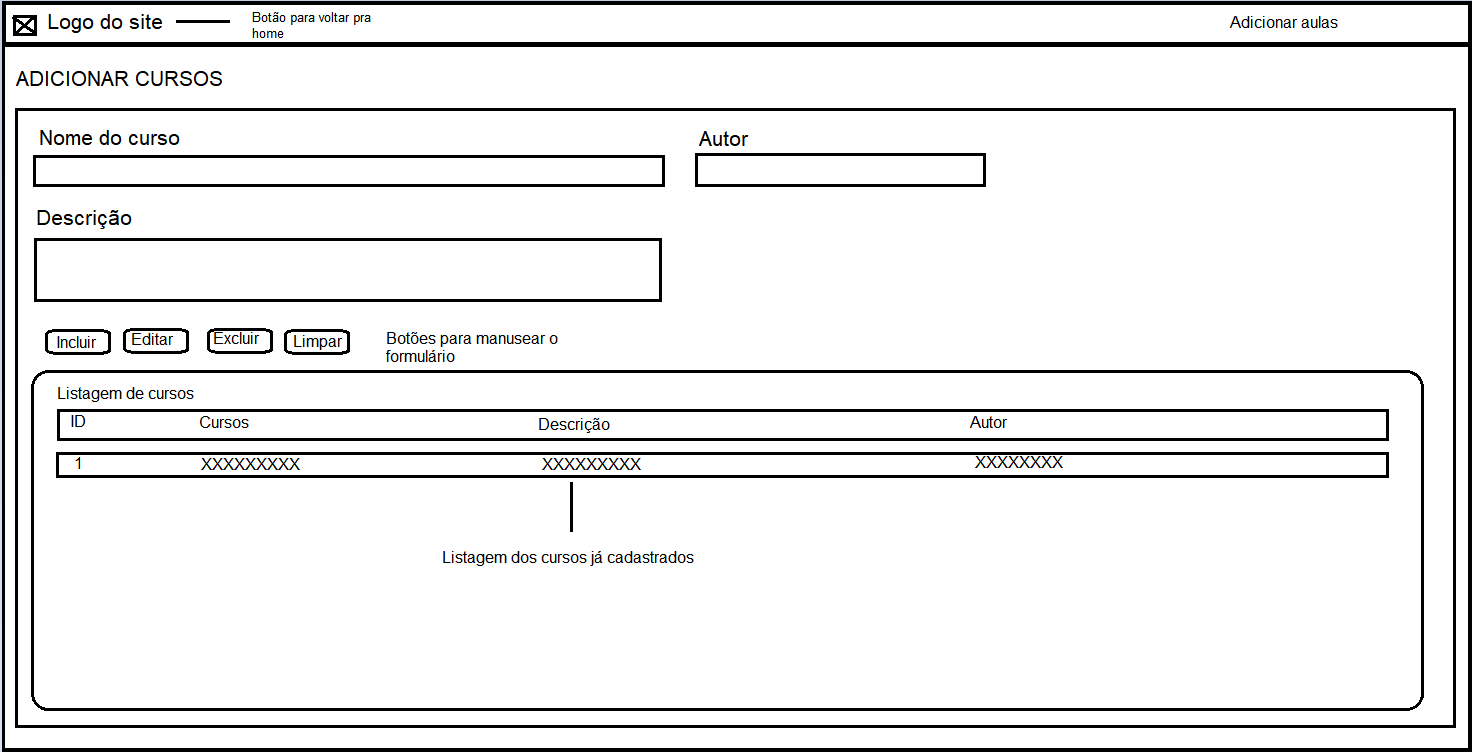 Logo do site
Botão para voltar pra
home
Adicionar aulas
ADICIONAR CURSOS
Nome do curso
Autor
Descrição
Incluir
Editar
Excluir
Limpar
Botões para manusear o
formulário
Listagem de cursos
ID Cursos Descrição Autor
1 XXXXXXXXX XXXXXXXXX XXXXXXXX
Listagem dos cursos já cadastrados